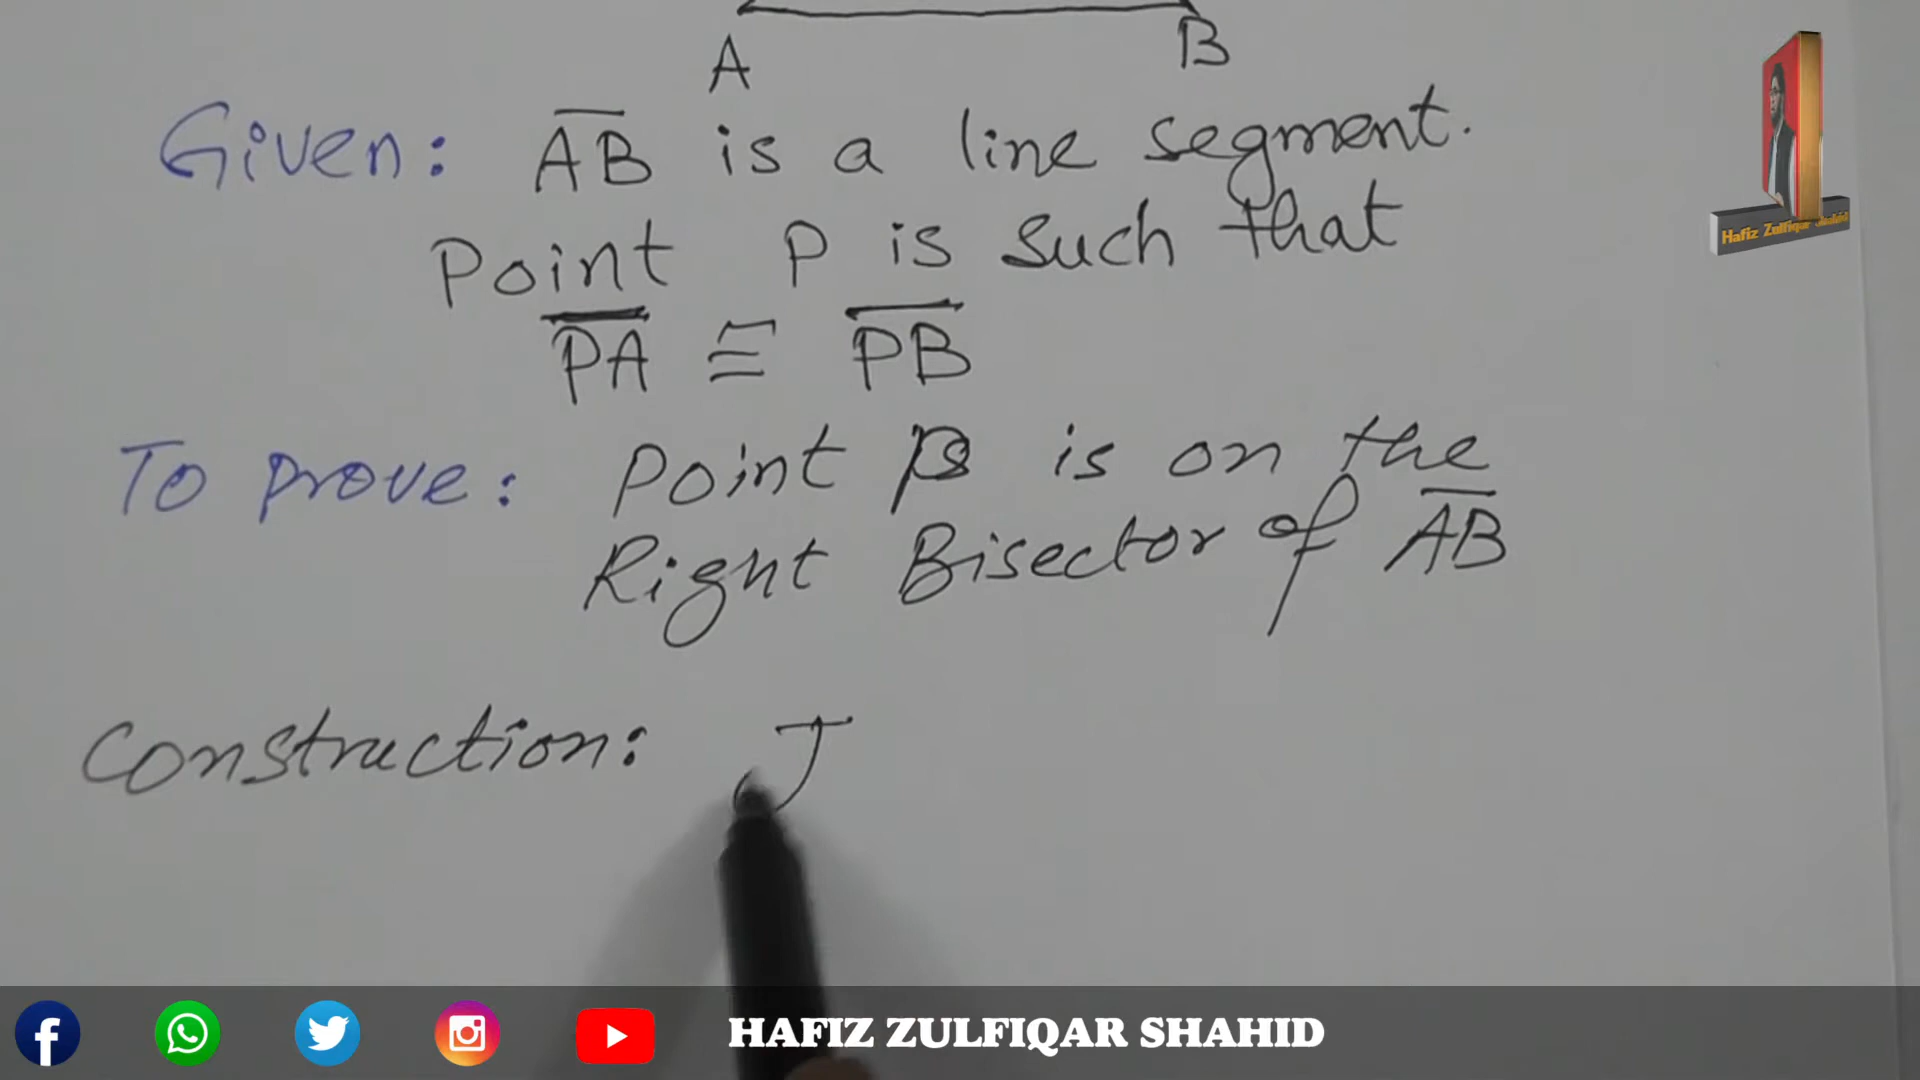 A B
Given: AB is a line segment.
Point P is such that
PA ≅ PB
To prove: Point P is on the
Right Bisector of AB
Construction: J
Hafiz Zulfiqar Shahid
HAFIZ ZULFIQAR SHAHID